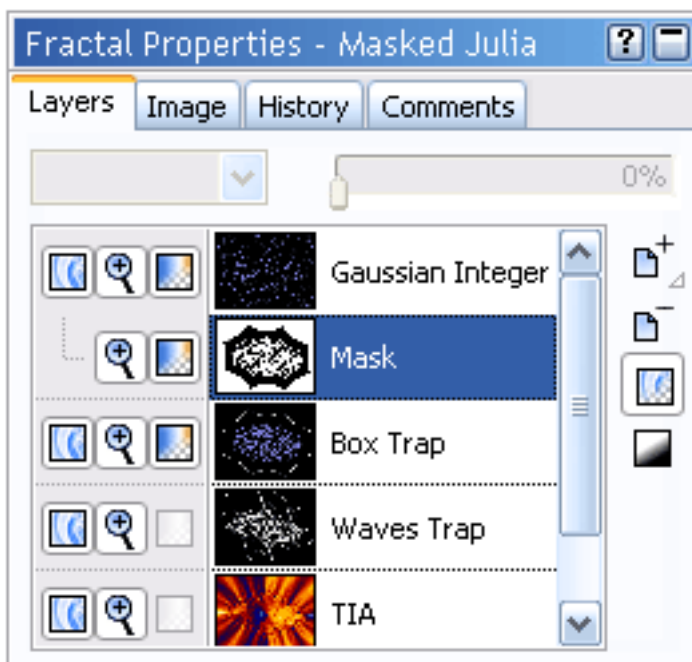 Fractal Properties - Masked Julia ?
Layers Image History Comments
0%
Gaussian Integer
Mask
Box Trap
Waves Trap
TIA